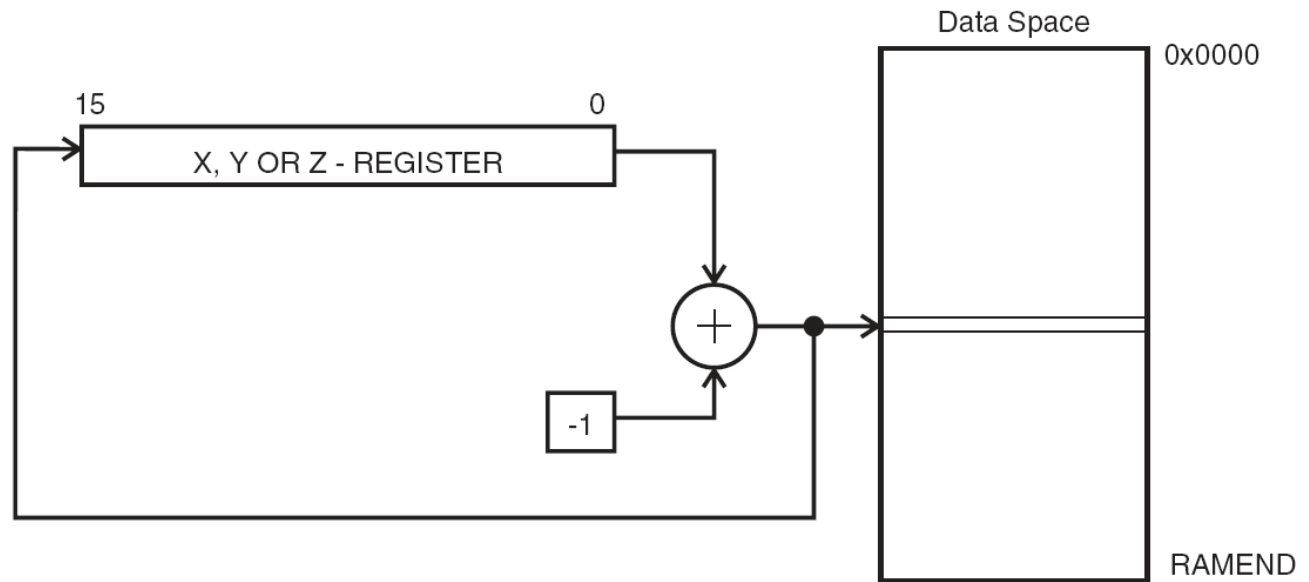 Data Space
0x0000
15
0
X, Y OR Z - REGISTER
+
-1
RAMEND